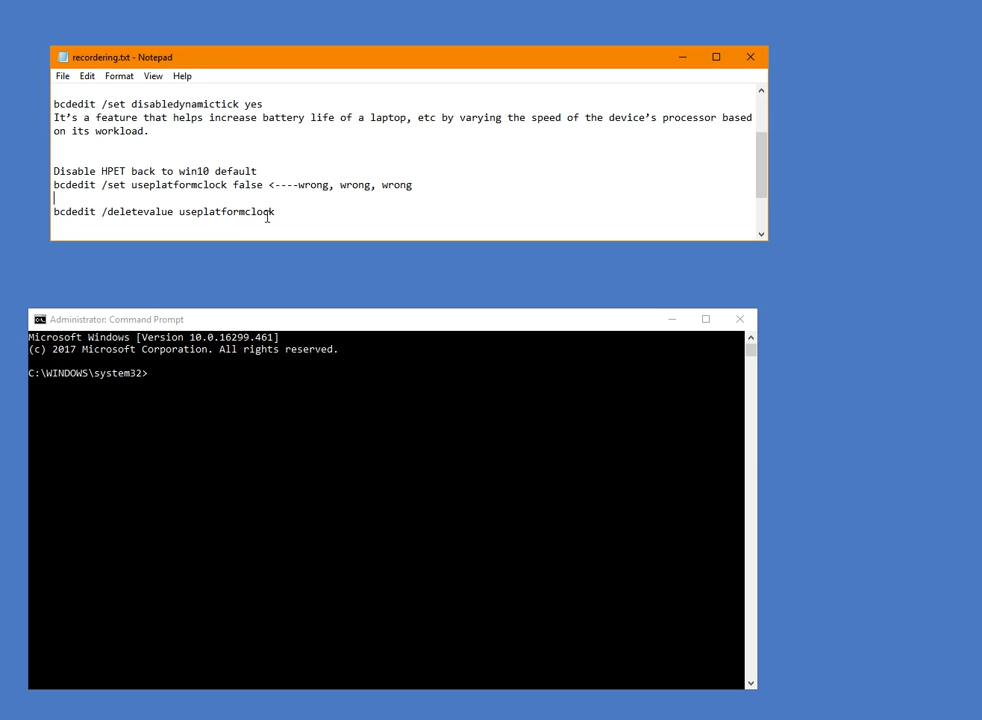 recordering.txt - Notepad
File Edit Format View Help
bcdedit /set disabledynamictick yes
It’s a feature that helps increase battery life of a laptop, etc by varying the speed of the device’s processor based
on its workload.
Disable HPET back to win10 default
bcdedit /set useplatformclock false <----wrong, wrong, wrong
bcdedit /deletevalue useplatformclock
Administrator: Command Prompt
Microsoft Windows [Version 10.0.16299.461]
(c) 2017 Microsoft Corporation. All rights reserved.
C:\WINDOWS\system32>